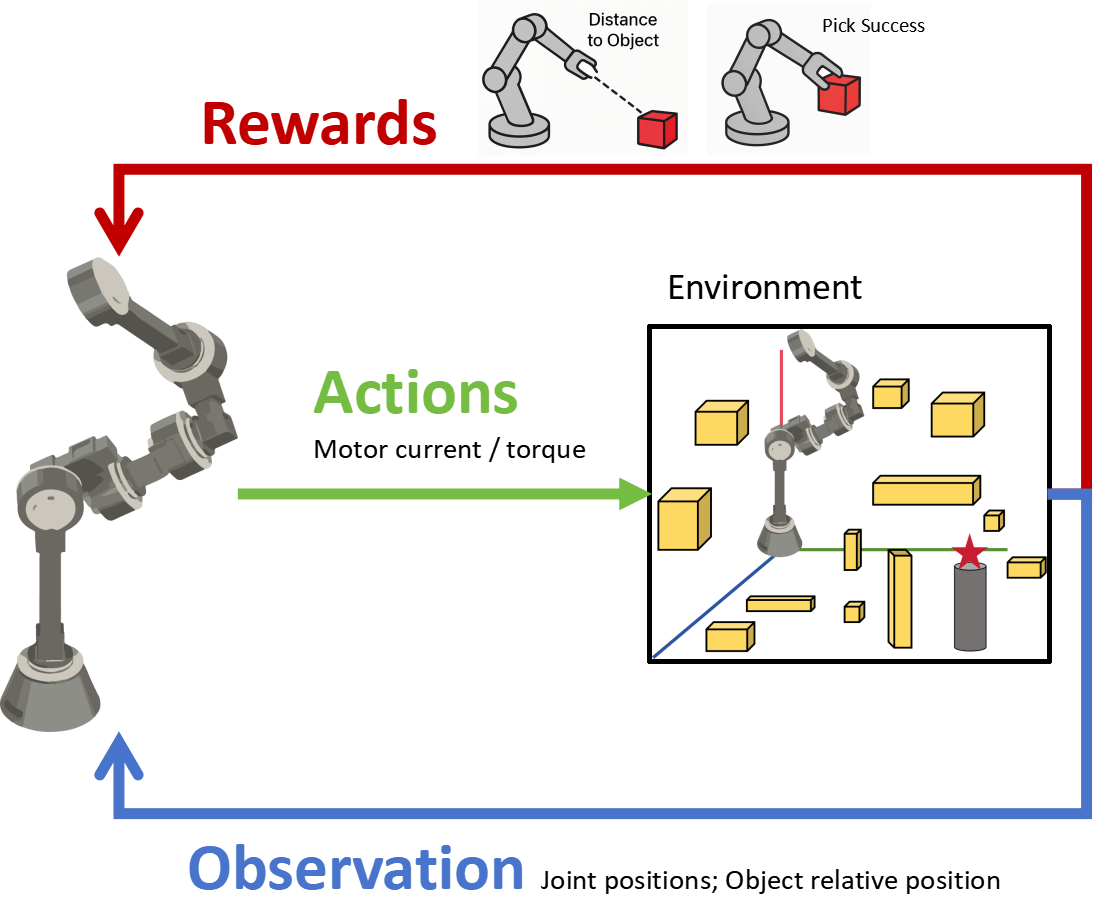 Distance
to Object
Pick Success
Rewards
Environment
Actions
Motor current / torque
Observation Joint positions; Object relative position